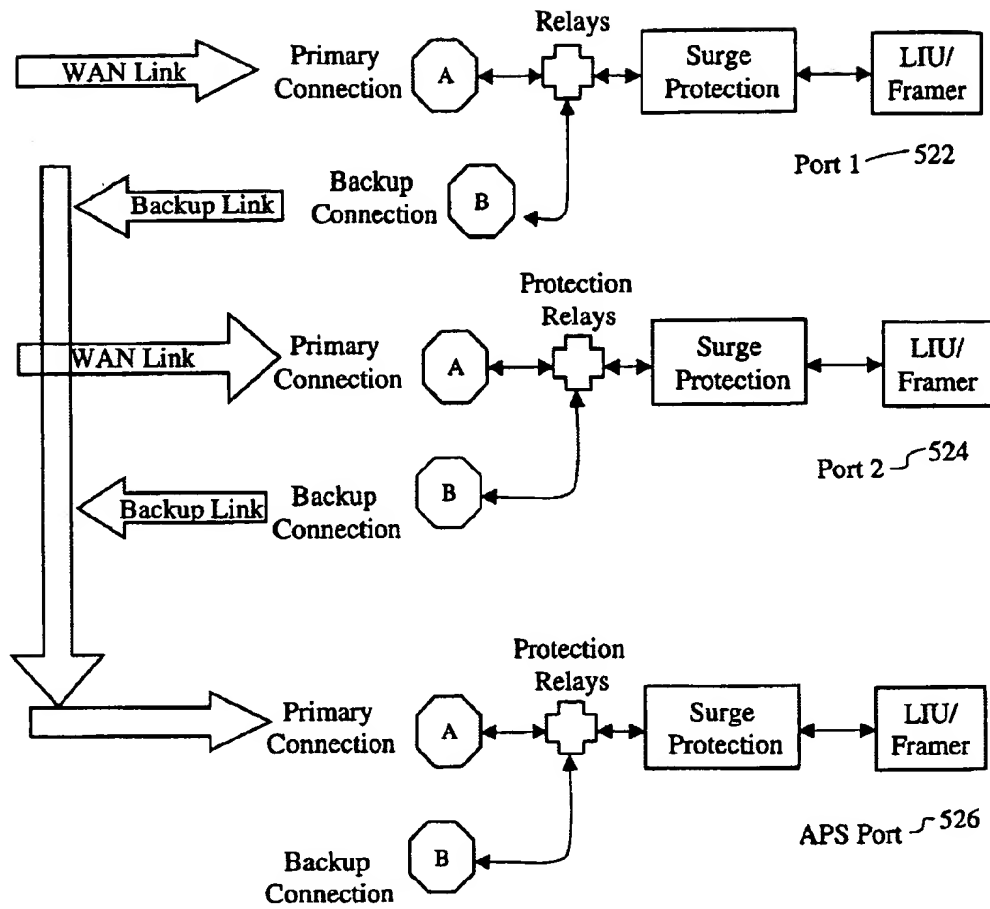 Relays
WAN Link
Primary
Connection
A
Surge
Protection
LIU/
Framer
Port 1
522
Backup Link
Backup
Connection
B
Protection
Relays
WAN Link
Primary
Connection
A
Surge
Protection
LIU/
Framer
Port 2
524
Backup Link
Backup
Connection
B
Protection
Relays
Primary
Connection
A
Surge
Protection
LIU/
Framer
APS Port
526
Backup
Connection
B